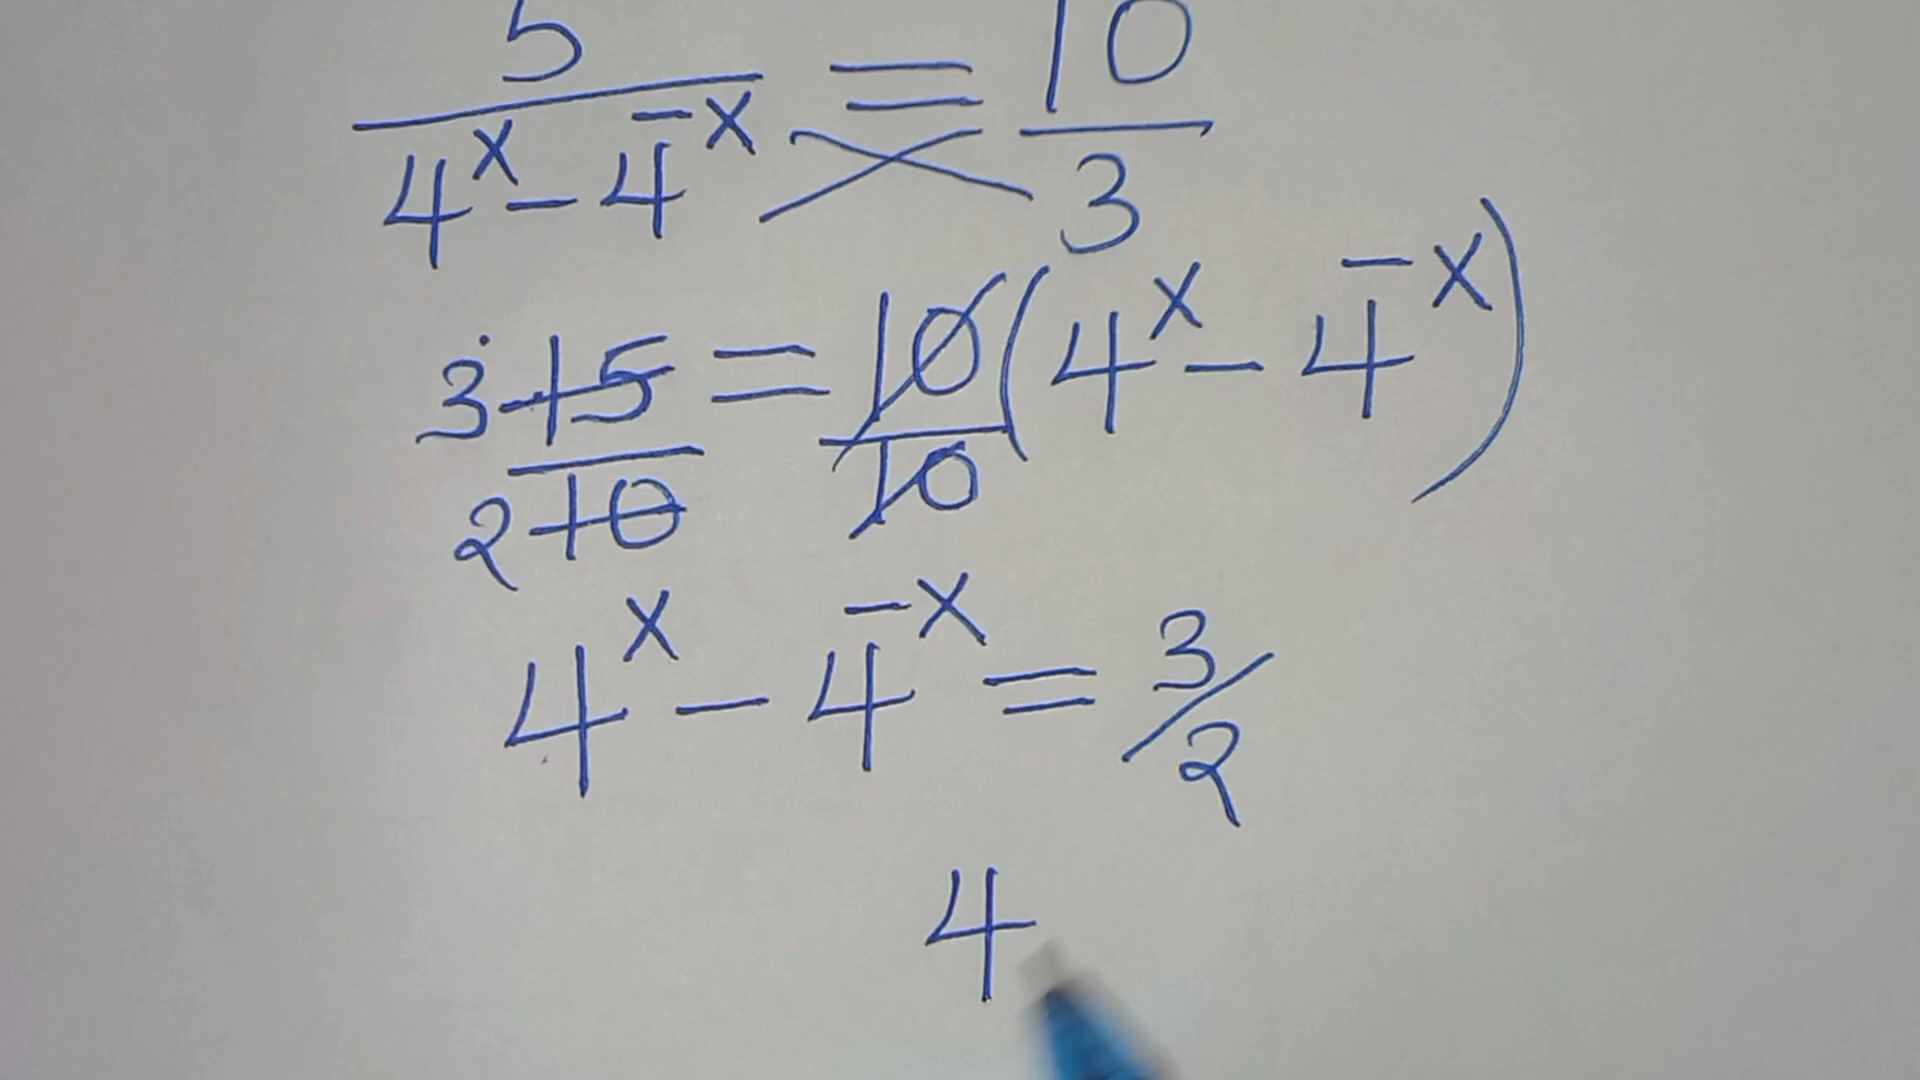 5/(4^x - 4^-x) = 10/3
3 15/2 10 = 10/10 (4^x - 4^-x)
4^x - 4^-x = 3/2
4